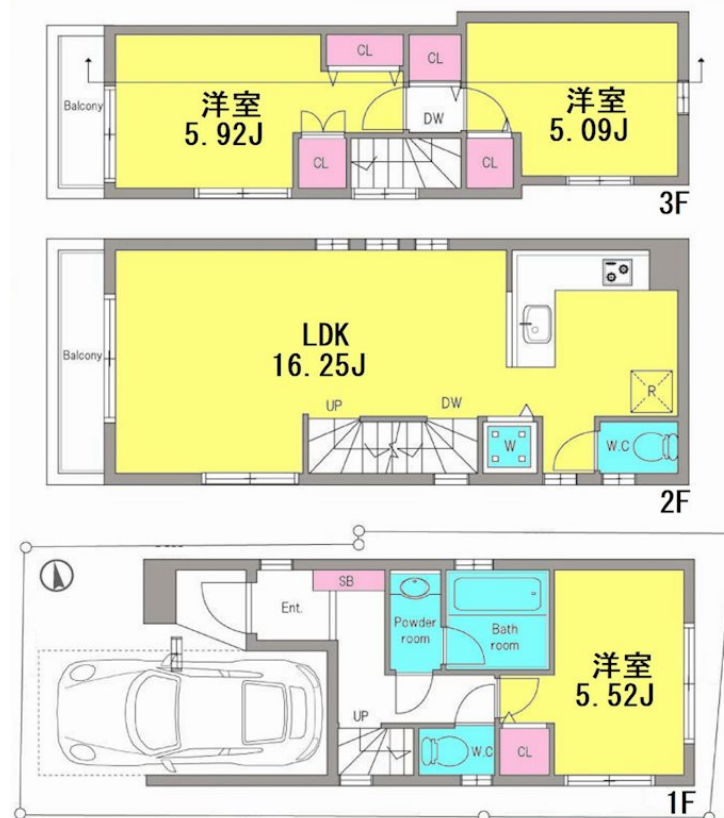 CL
CL
Balcony
洋室
5.92J
DW
洋室
5.09J
CL
CL
3F
LDK
16.25J
Balcony
UP
DW
R
W
W.C
2F
SB
Ent.
Powder
room
Bath
room
洋室
5.52J
UP
W.C
CL
1F